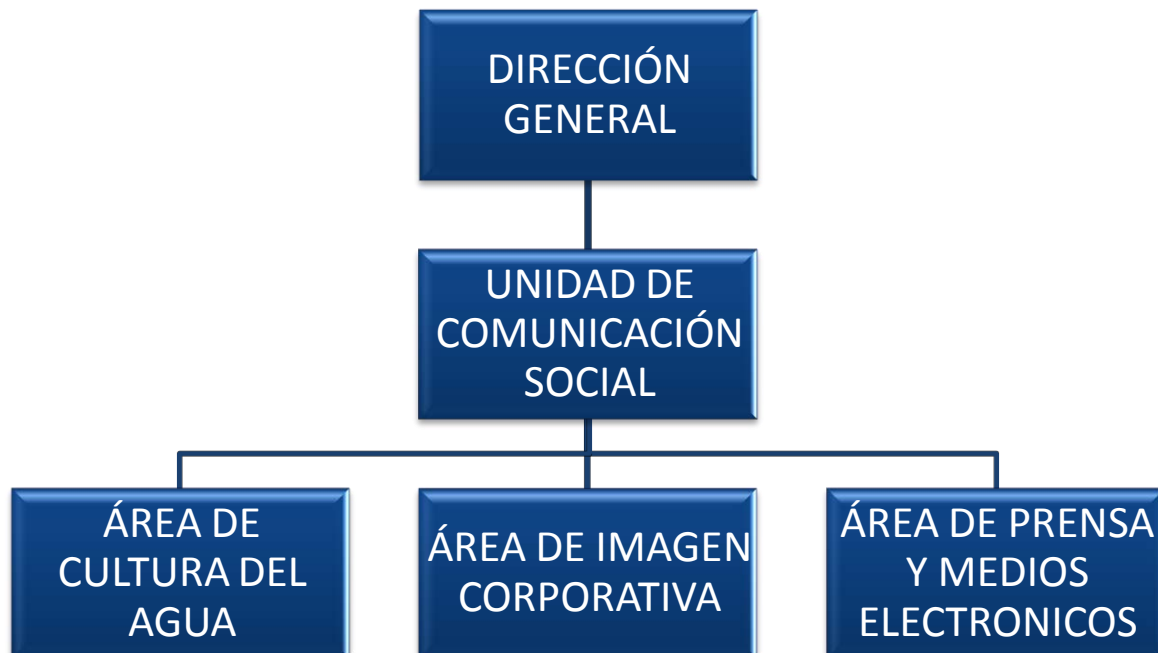 DIRECCIÓN
GENERAL
UNIDAD DE
COMUNICACIÓN
SOCIAL
ÁREA DE
CULTURA DEL
AGUA
ÁREA DE IMAGEN
CORPORATIVA
ÁREA DE PRENSA
Y MEDIOS
ELECTRONICOS